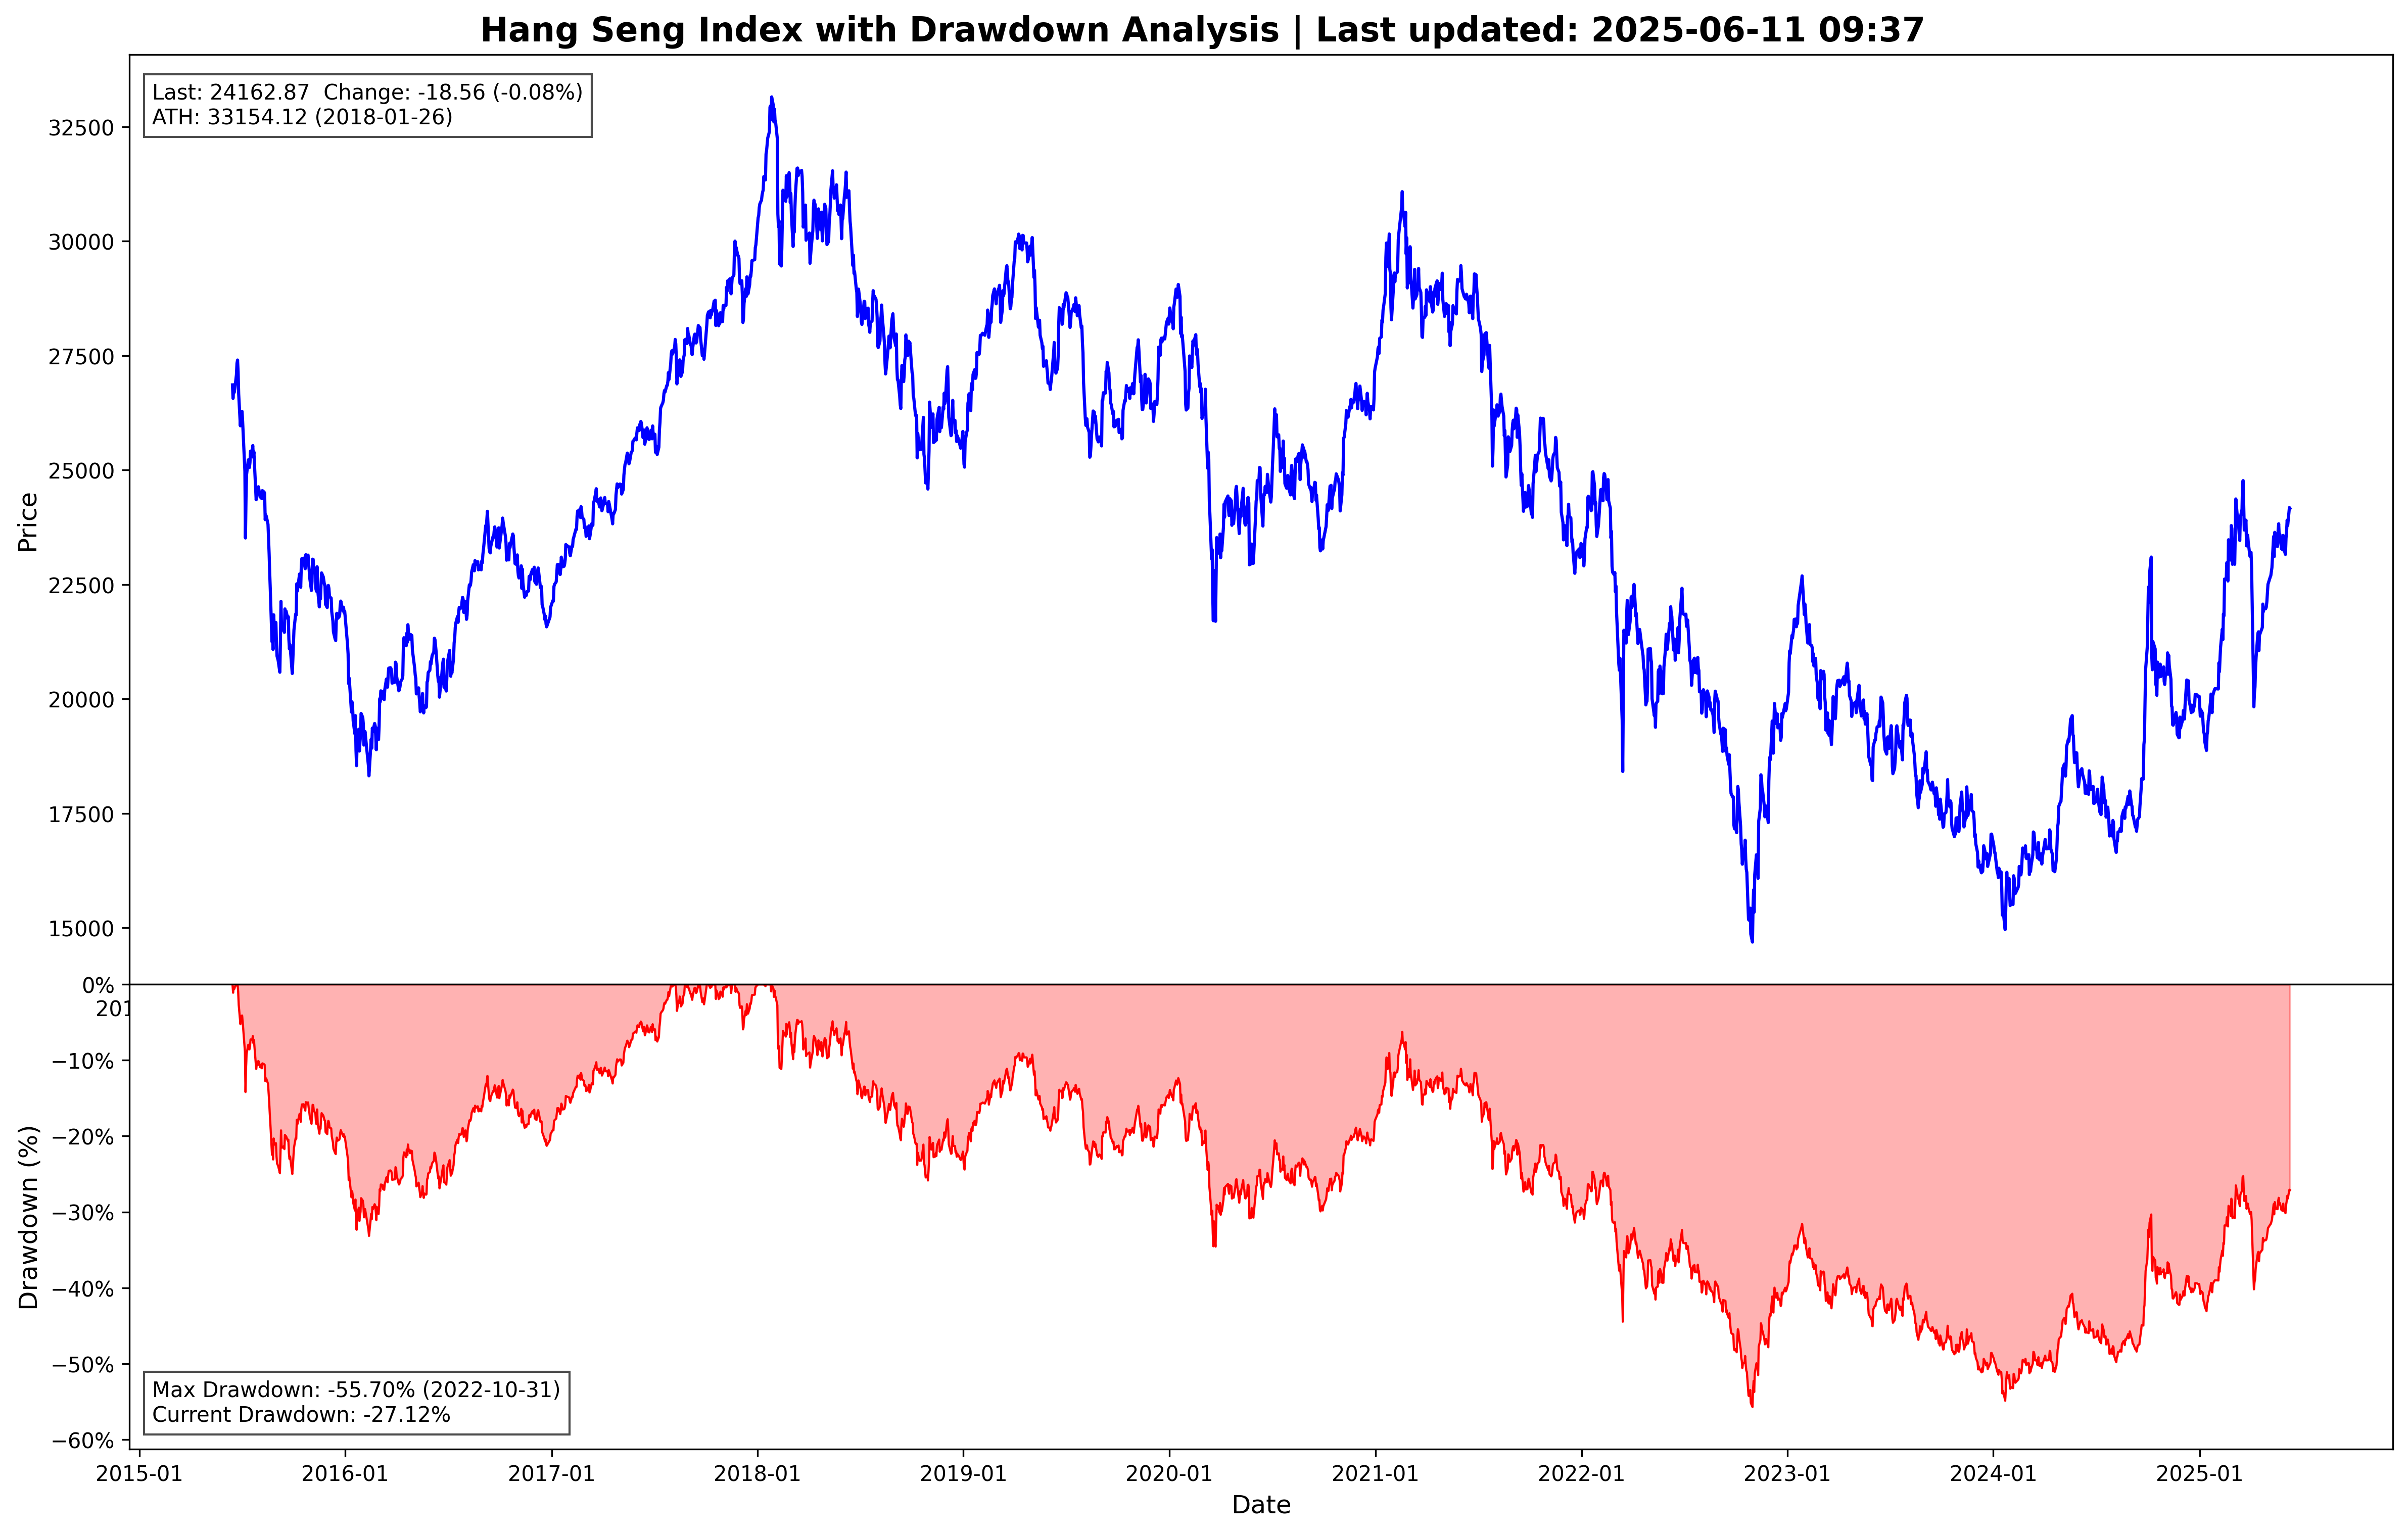 Hang Seng Index with Drawdown Analysis | Last updated: 2025-06-11 09:37
Last: 24162.87  Change: -18.56 (-0.08%)
ATH: 33154.12 (2018-01-26)
32500
30000
27500
25000
22500
20000
17500
15000
Price
0%
201
−10%
−20%
−30%
−40%
−50%
−60%
Drawdown (%)
Max Drawdown: -55.70% (2022-10-31)
Current Drawdown: -27.12%
2015-01 2016-01 2017-01 2018-01 2019-01 2020-01 2021-01 2022-01 2023-01 2024-01 2025-01
Date